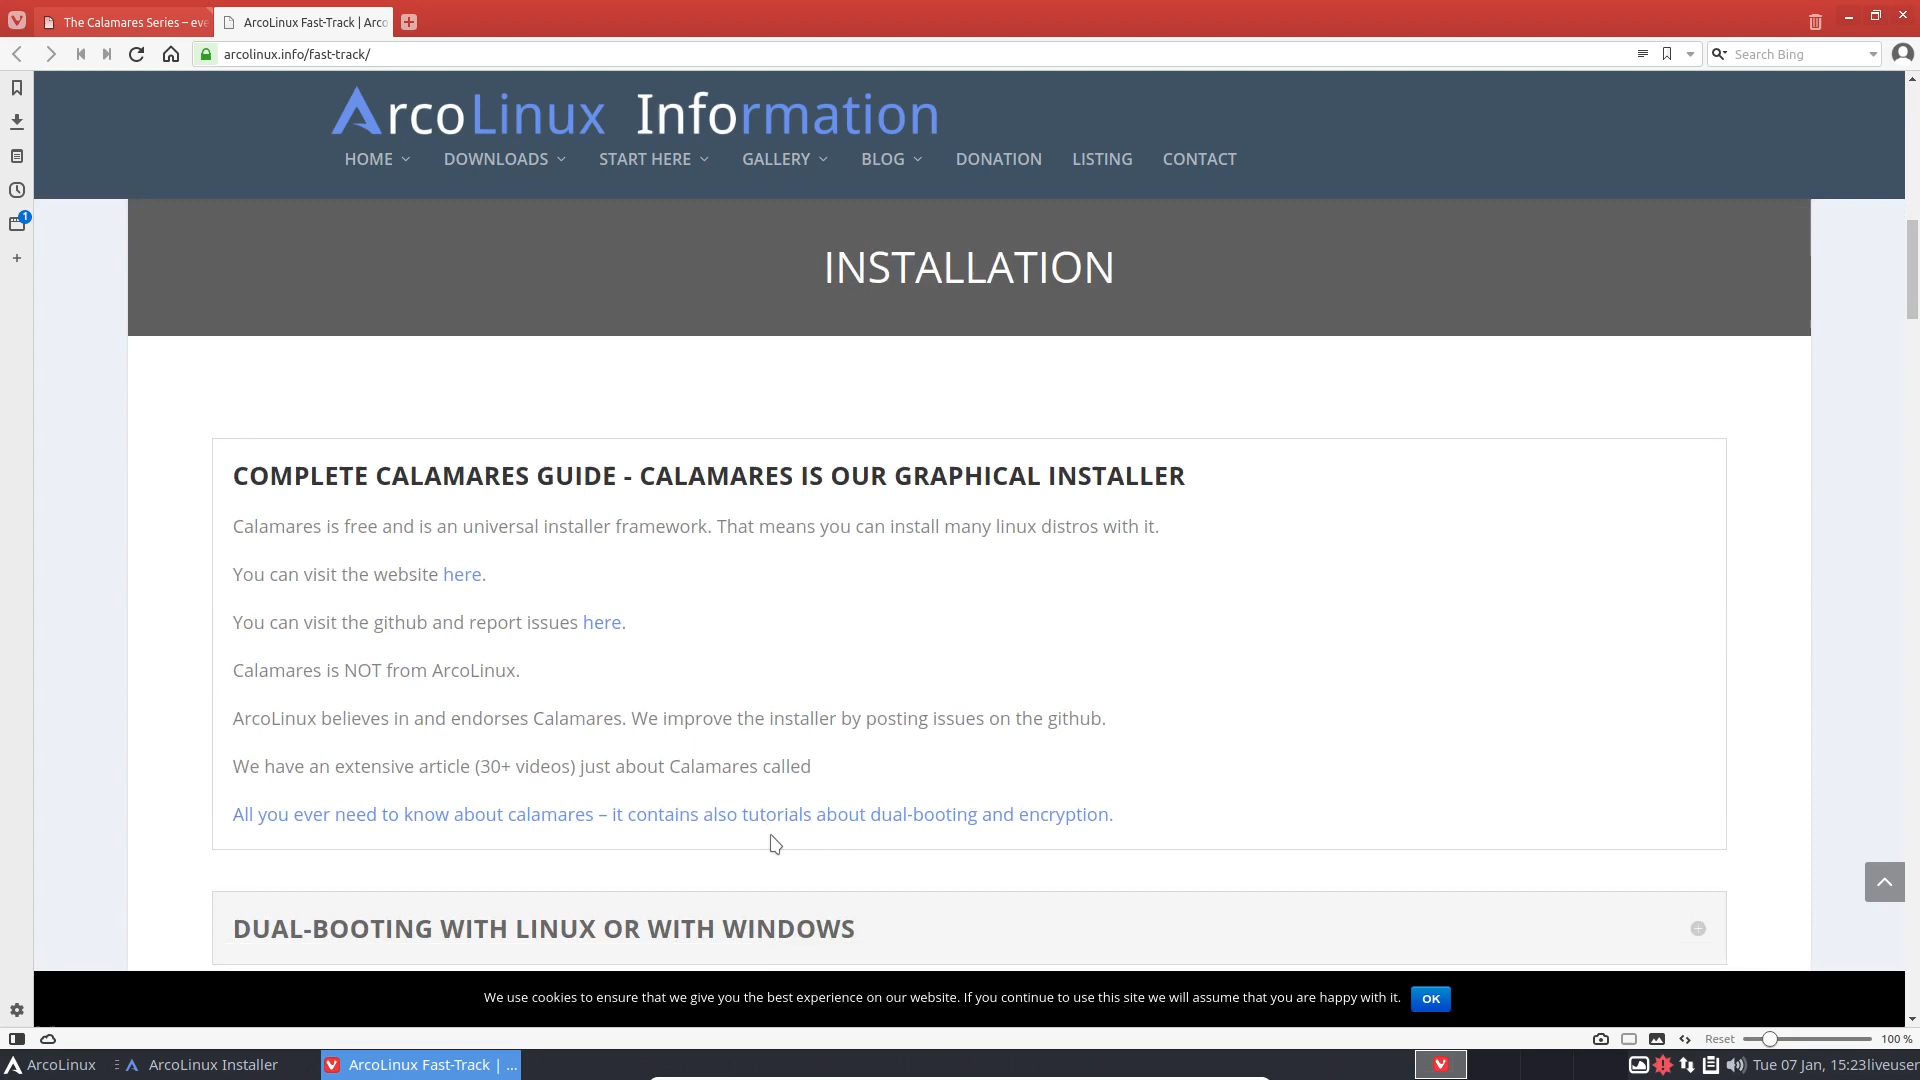 The Calamares Series – eve
ArcoLinux Fast-Track | Arco
arcolinux.info/fast-track/
Search Bing
ArcoLinux Information
HOME
DOWNLOADS
START HERE
GALLERY
BLOG
DONATION
LISTING
CONTACT
1
INSTALLATION
COMPLETE CALAMARES GUIDE - CALAMARES IS OUR GRAPHICAL INSTALLER
Calamares is free and is an universal installer framework. That means you can install many linux distros with it.
You can visit the website here.
You can visit the github and report issues here.
Calamares is NOT from ArcoLinux.
ArcoLinux believes in and endorses Calamares. We improve the installer by posting issues on the github.
We have an extensive article (30+ videos) just about Calamares called
All you ever need to know about calamares – it contains also tutorials about dual-booting and encryption.
DUAL-BOOTING WITH LINUX OR WITH WINDOWS
We use cookies to ensure that we give you the best experience on our website. If you continue to use this site we will assume that you are happy with it.
OK
Reset
100 %
ArcoLinux
ArcoLinux Installer
ArcoLinux Fast-Track | ...
Tue 07 Jan, 15:23liveuser